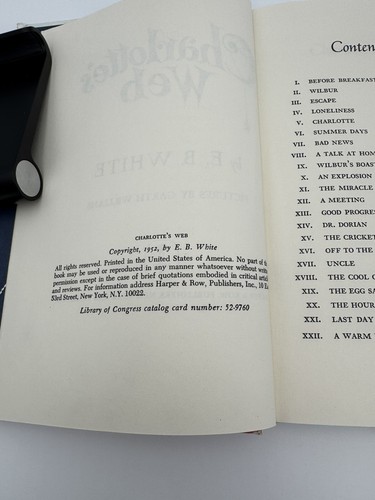 CHARLOTTE'S WEB
Copyright, 1952, by E. B. White
All rights reserved. Printed in the United States of America. No part of
book may be used or reproduced in any manner whatsoever without
permission except in the case of brief quotations embodied in critical
and reviews. For information address Harper & Row, Publishers, Inc., 10
53rd Street, New York, N.Y. 10022.
Library of Congress catalog card number: 52-9760
Conten
I. BEFORE BREAKFAST
II. WILBUR
III. ESCAPE
IV. LONELINESS
V. CHARLOTTE
VI. SUMMER DAYS
VII. BAD NEWS
VIII. A TALK AT HOM
IX. WILBUR'S BOAST
X. AN EXPLOSION
XI. THE MIRACLE
XII. A MEETING
XIII. GOOD PROGRES
XIV. DR. DORIAN
XV. THE CRICKET
XVI. OFF TO THE
XVII. UNCLE
XVIII. THE COOL
XIX. THE EGG SA
XX. THE HOUR
XXI. LAST DAY
XXII. A WARM